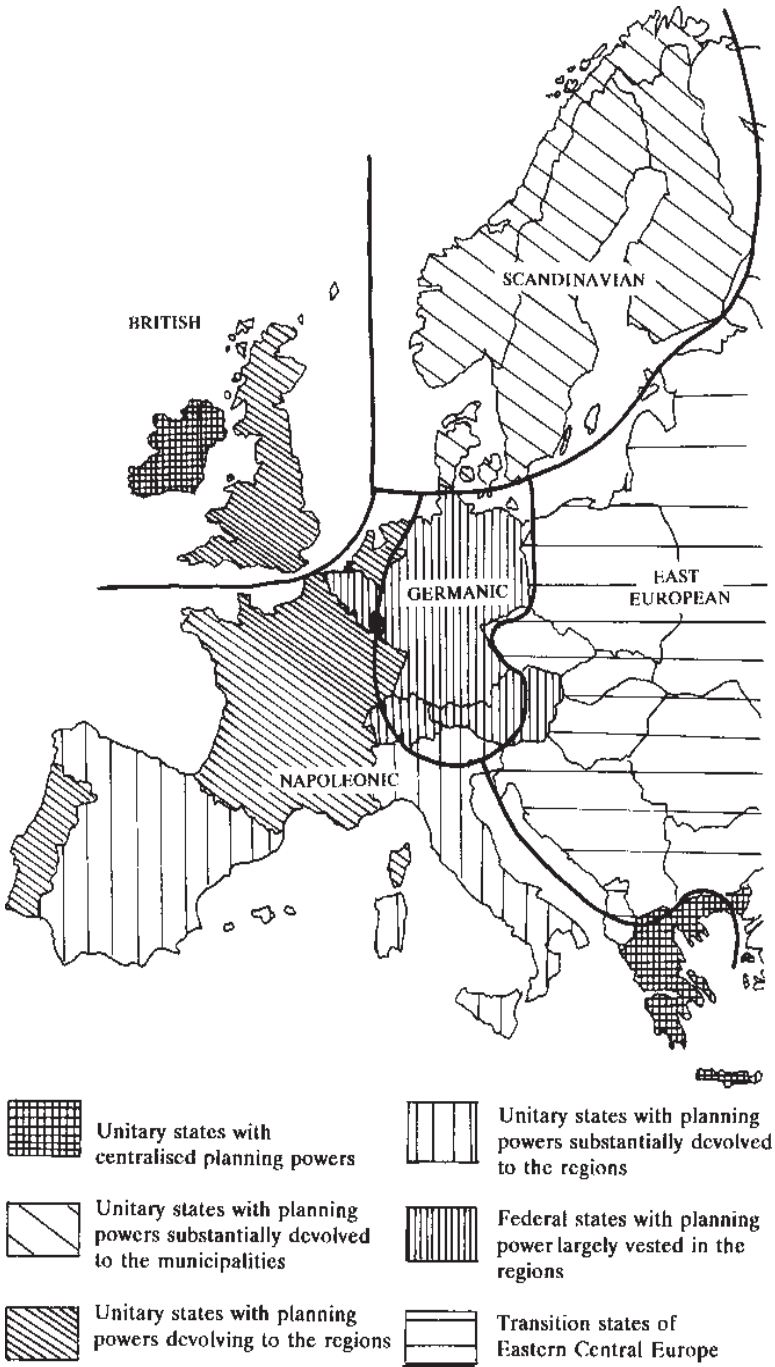 SCANDINAVIAN
BRITISH
GERMANIC
EAST
EUROPEAN
NAPOLEONIC
Unitary states with
centralised planning powers
Unitary states with planning
powers substantially devolved
to the municipalities
Unitary states with planning
powers devolving to the regions
Unitary states with planning
powers substantially devolved
to the regions
Federal states with planning
power largely vested in the
regions
Transition states of
Eastern Central Europe